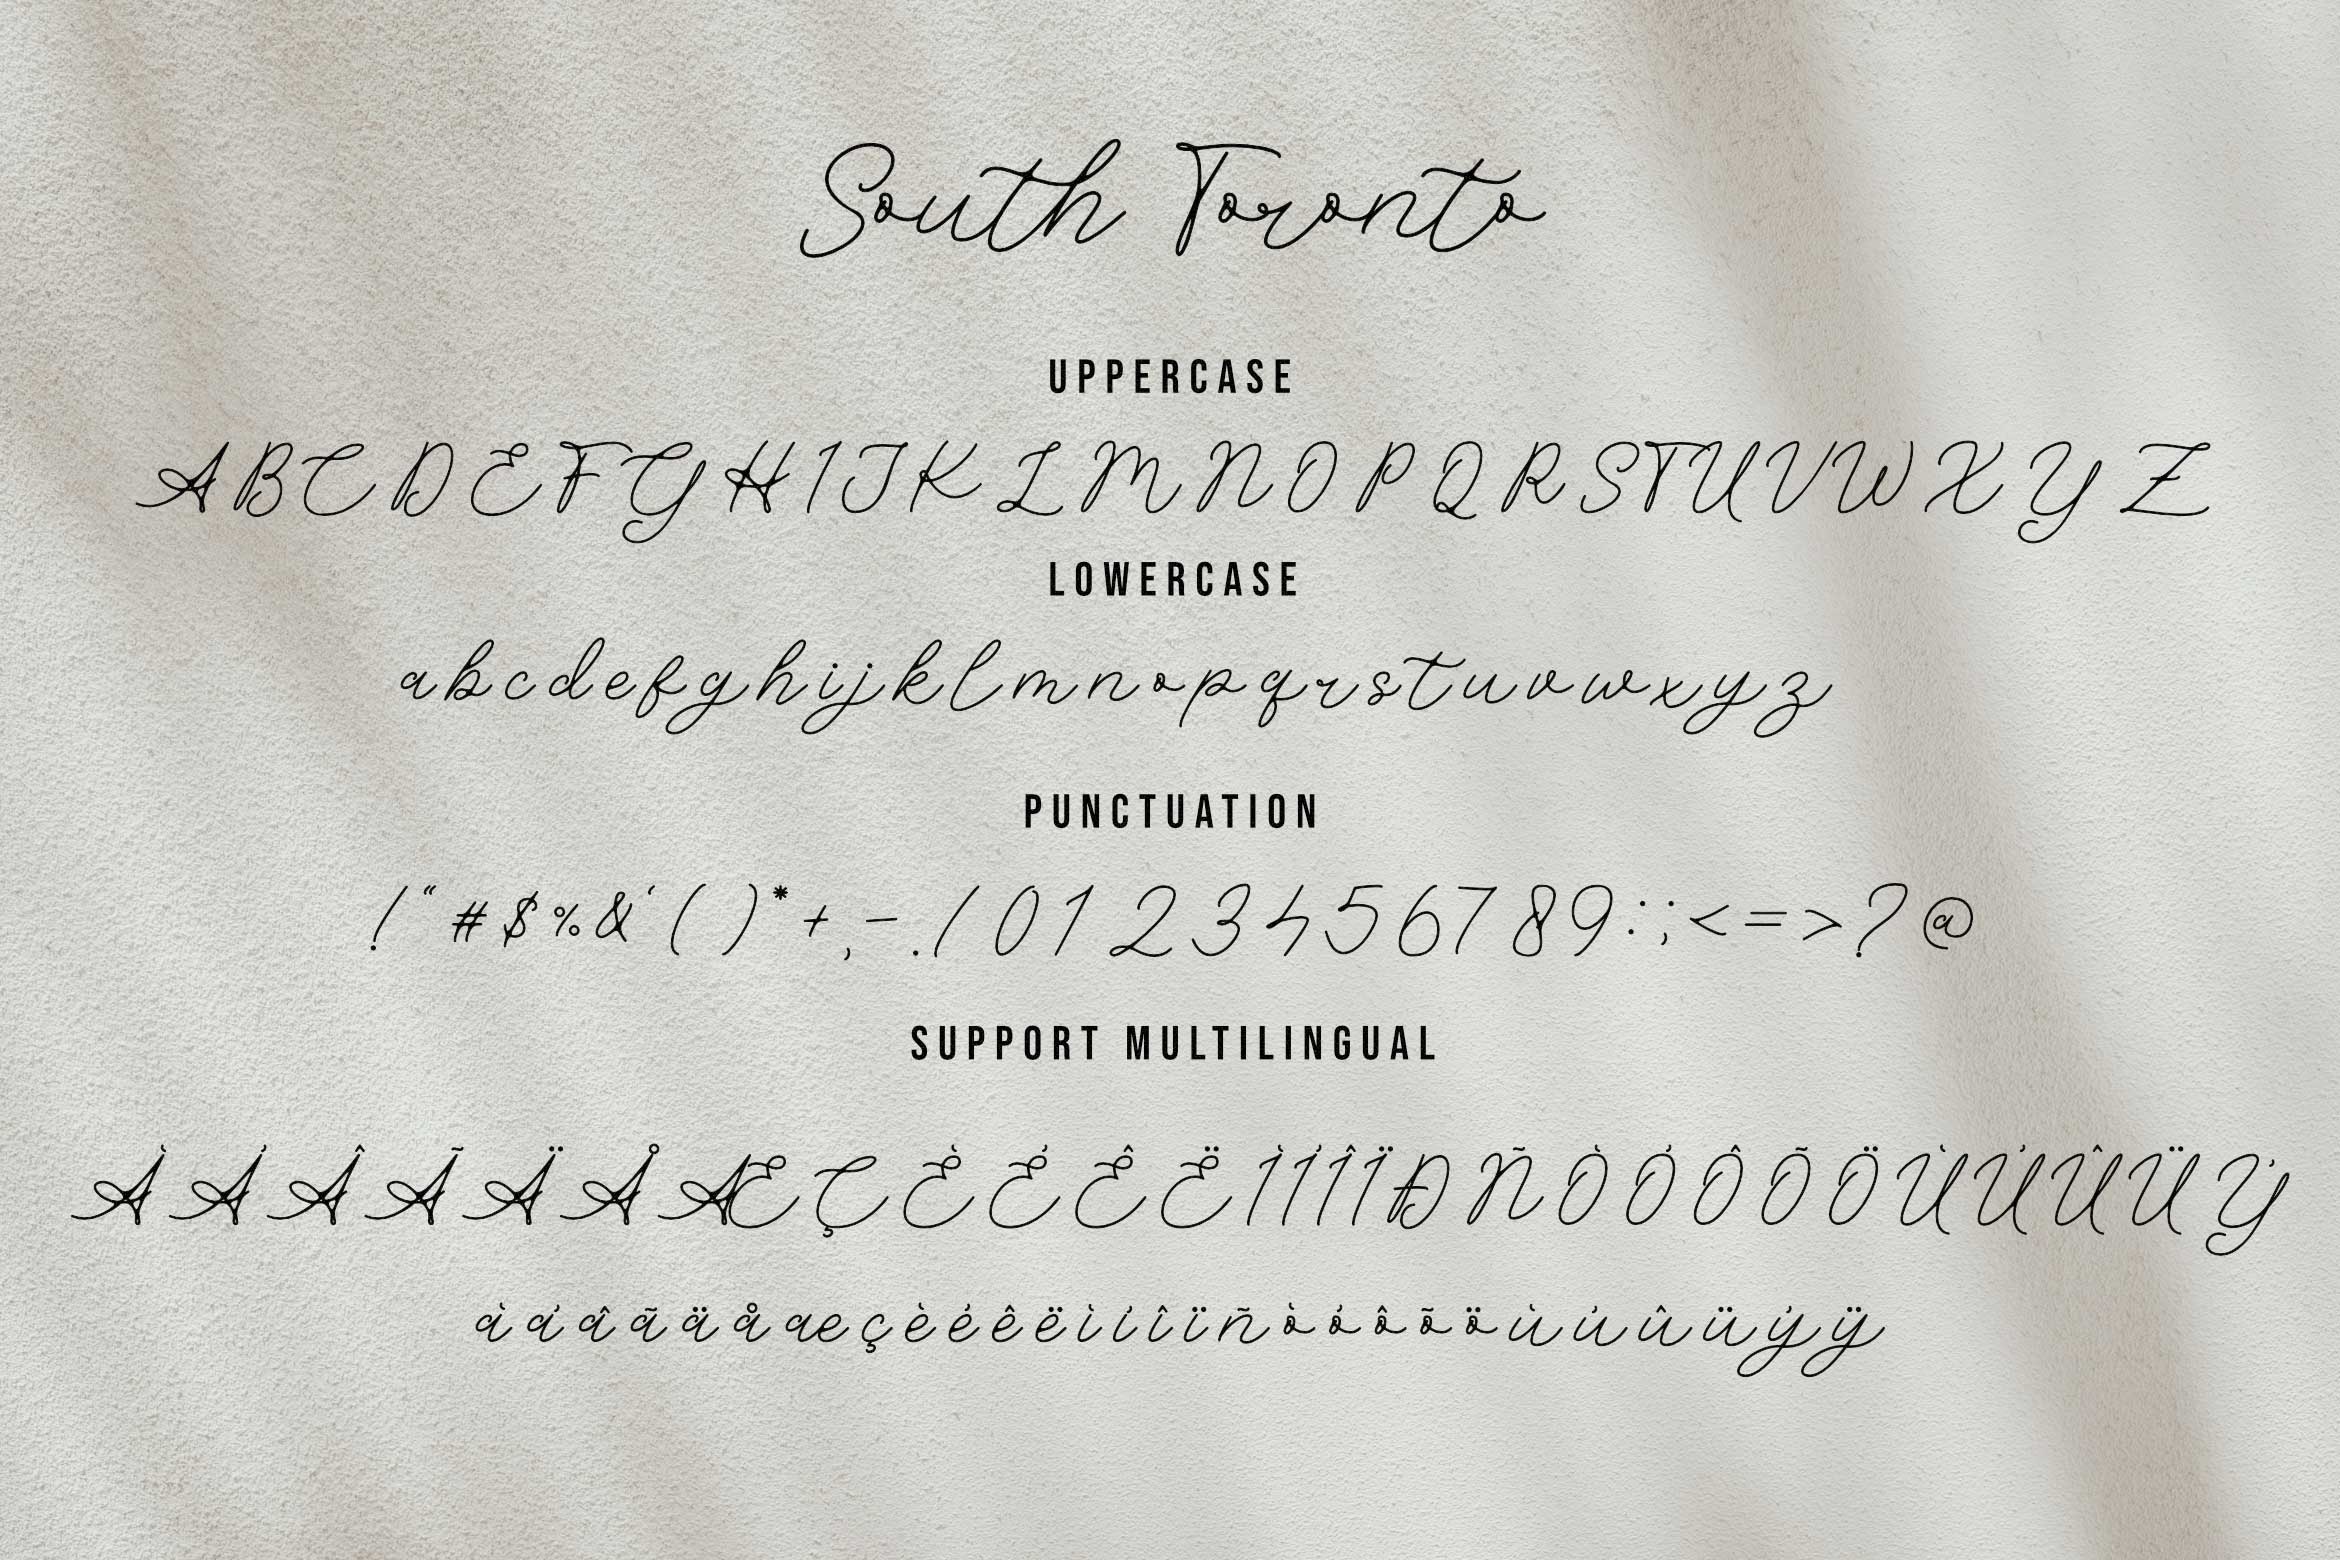 South Toronto
UPPERCASE
A B C D E F G H I J K L M N O P Q R S T U V W X Y Z
LOWERCASE
a b c d e f g h i j k l m n o p q r s t u v w x y z
PUNCTUATION
! “ # $ % & ‘ ( ) * + , – . / 0 1 2 3 4 5 6 7 8 9 : ; < = > ? @
SUPPORT MULTILINGUAL
À Á Â Ã Ä Å Æ Ç È É Ê Ë Ì Í Î Ï Ð Ñ Ò Ó Ô Õ Ö Ù Ú Û Ü Ý
à á â ã ä å æ ç è é ê ë ì í î ï ñ ò ó ô õ ö ù ú û ü ý ÿ